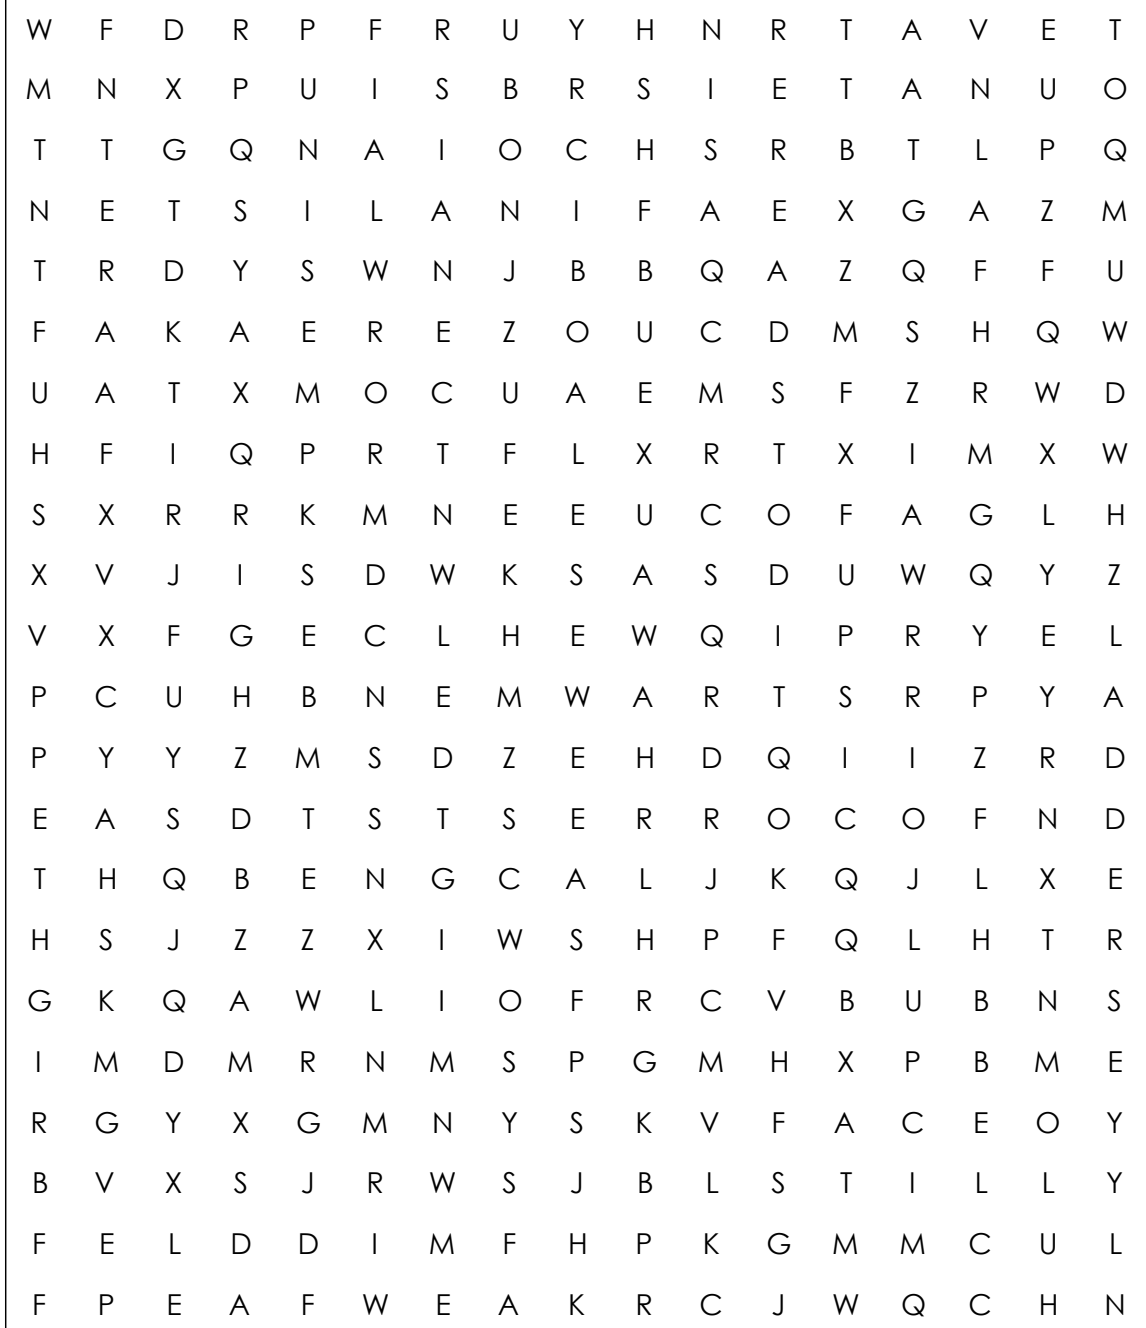 W F D R P F R U Y H N R T A V E T
M N X P U I S B R S I E T A N U O
T T G Q N A I O C H S R B T L P Q
N E T S I L A N I F A E X G A Z M
T R D Y S W N J B B Q A Z Q F F U
F A K A E R E Z O U C D M S H Q W
U A T X M O C U A E M S F Z R W D
H F I Q P R T F L X R T X I M X W
S X R R K M N E E U C O F A G L H
X V J I S D W K S A S D U W Q Y Z
V X F G E C L H E W Q I P R Y E L
P C U H B N E M W A R T S R P Y A
P Y Y Z M S D Z E H D Q I I Z R D
E A S D T S T S E R R O C O F N D
T H Q B E N G C A L J K Q J L X E
H S J Z Z X I W S H P F Q L H T R
G K Q A W L I O F R C V B U B N S
I M D M R N M S P G M H X P B M E
R G Y X G M N Y S K V F A C E O Y
B V X S J R W S J B L S T I L L Y
F E L D D I M F H P K G M M C U L
F P E A F W E A K R C J W Q C H N